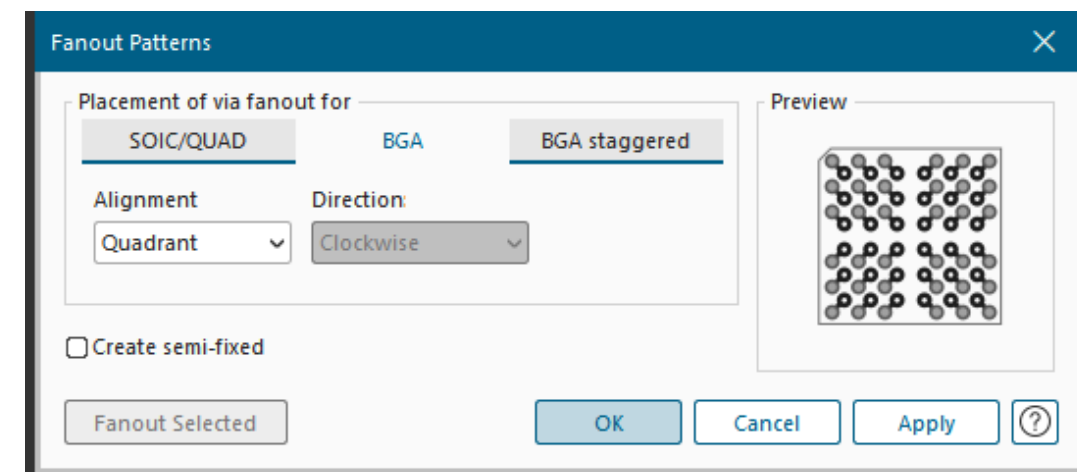 Fanout Patterns
Placement of via fanout for
Preview
SOIC/QUAD
BGA
BGA staggered
Alignment
Direction:
Quadrant
Clockwise
Create semi-fixed
Fanout Selected
OK
Cancel
Apply
?